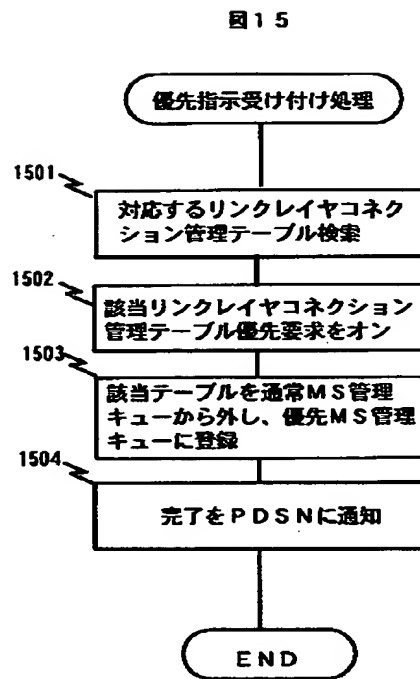 図15
優先指示受け付け処理
1501
対応するリンクレイヤコネク
ション管理テーブル検索
1502
該当リンクレイヤコネクション
管理テーブル優先要求をオン
1503
該当テーブルを通常MS管理
キューから外し、優先MS管理
キューに登録
1504
完了をPDSNに通知
END